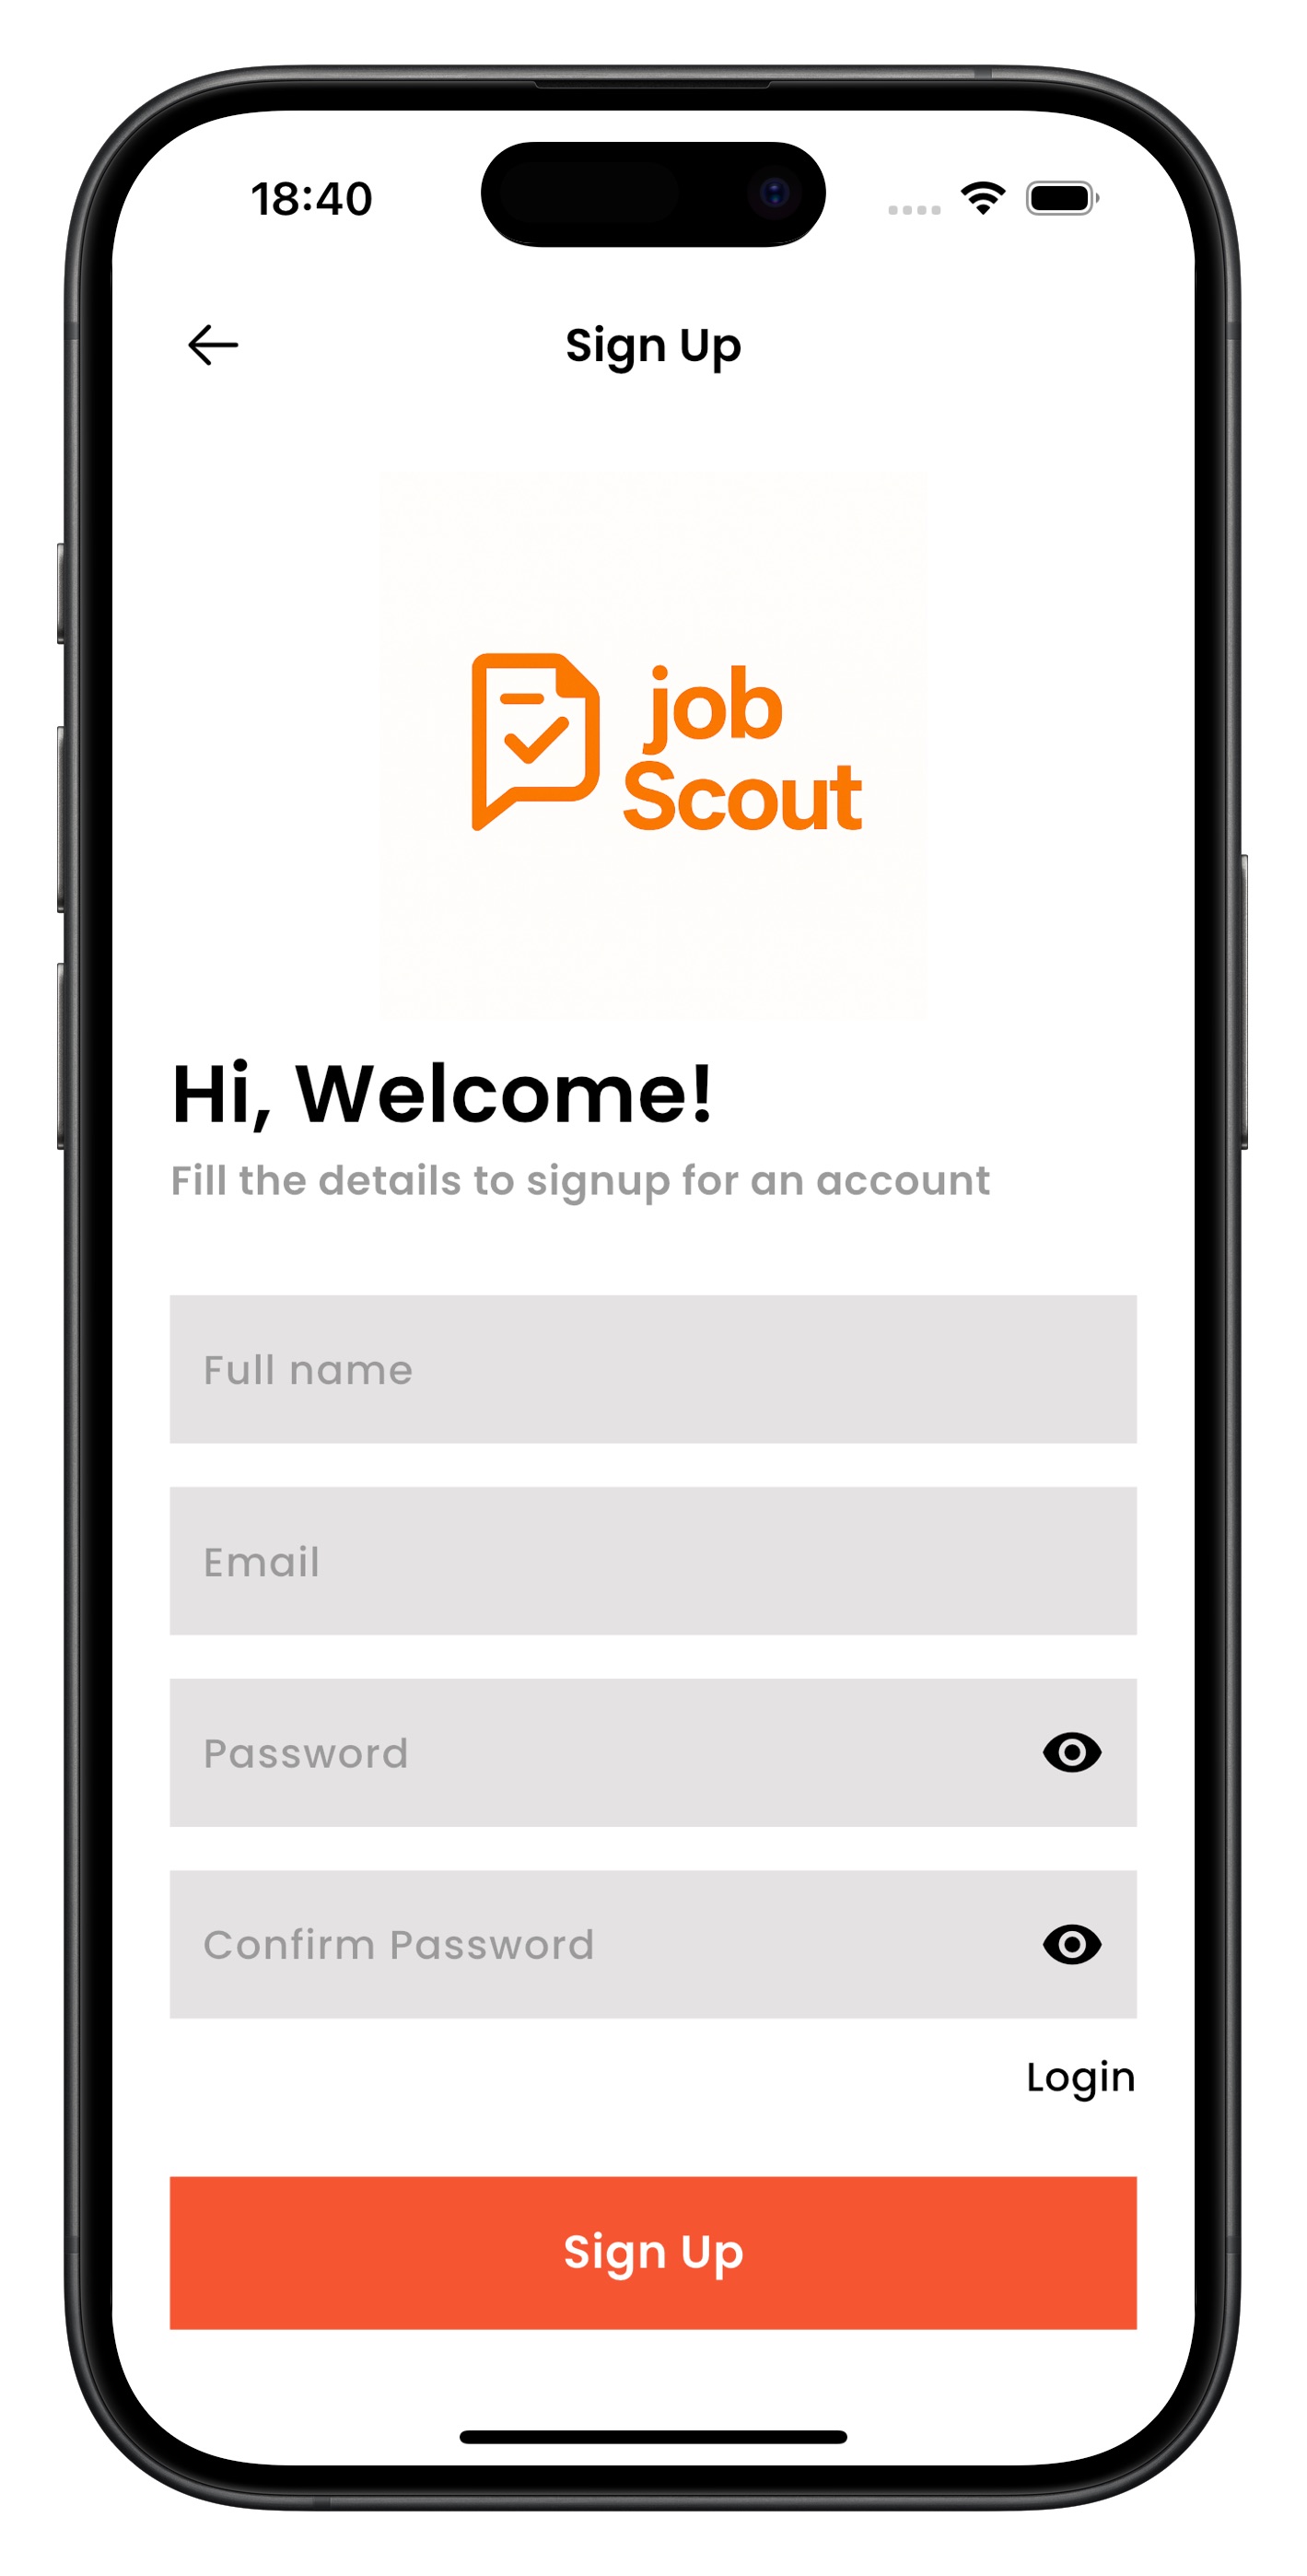 18:40
Sign Up
job
Scout
Hi, Welcome!
Fill the details to signup for an account
Full name
Email
Password
Confirm Password
Login
Sign Up